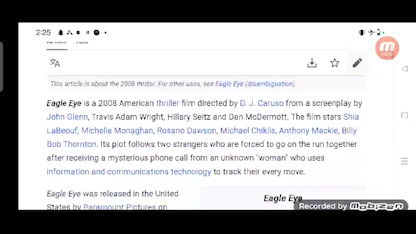 2:25
This article is about the 2008 thriller. For other uses, see Eagle Eye (disambiguation).
Eagle Eye is a 2008 American thriller film directed by D. J. Caruso from a screenplay by
John Glenn, Travis Adam Wright, Hillary Seitz and Dan McDermott. The film stars Shia
LaBeouf, Michelle Monaghan, Rosario Dawson, Michael Chiklis, Anthony Mackie, Billy
Bob Thornton. Its plot follows two strangers who are forced to go on the run together
after receiving a mysterious phone call from an unknown "woman" who uses
information and communications technology to track their every move.
Eagle Eye was released in the United
States by Paramount Pictures on
Eagle Eye
Recorded by Mobizen